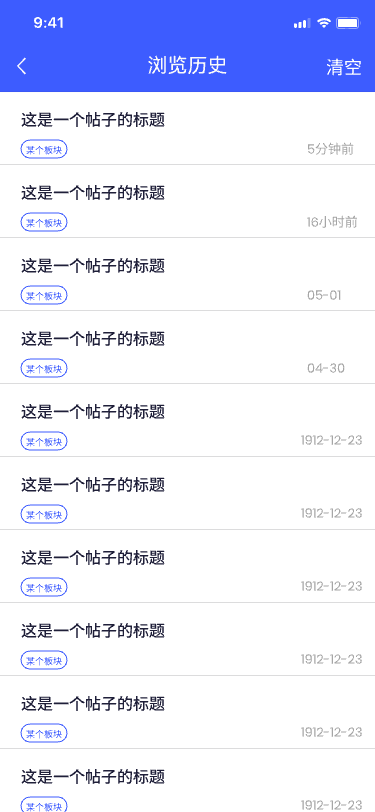 9:41
浏览历史
清空
这是一个帖子的标题
某个板块
5分钟前
这是一个帖子的标题
某个板块
16小时前
这是一个帖子的标题
某个板块
05-01
这是一个帖子的标题
某个板块
04-30
这是一个帖子的标题
某个板块
1912-12-23
这是一个帖子的标题
某个板块
1912-12-23
这是一个帖子的标题
某个板块
1912-12-23
这是一个帖子的标题
某个板块
1912-12-23
这是一个帖子的标题
某个板块
1912-12-23
这是一个帖子的标题
某个板块
1912-12-23